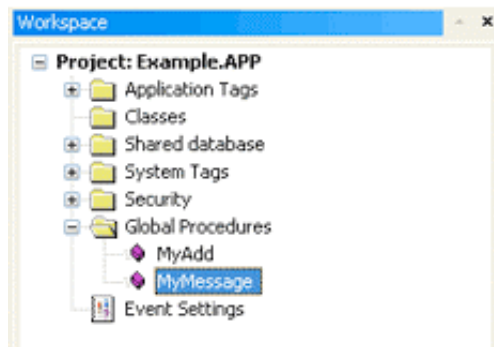 Workspace
Project: Example.APP
Application Tags
Classes
Shared database
System Tags
Security
Global Procedures
MyAdd
MyMessage
Event Settings